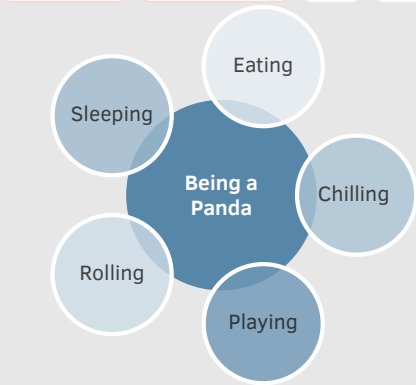 Eating
Sleeping
Being a
Panda
Chilling
Rolling
Playing